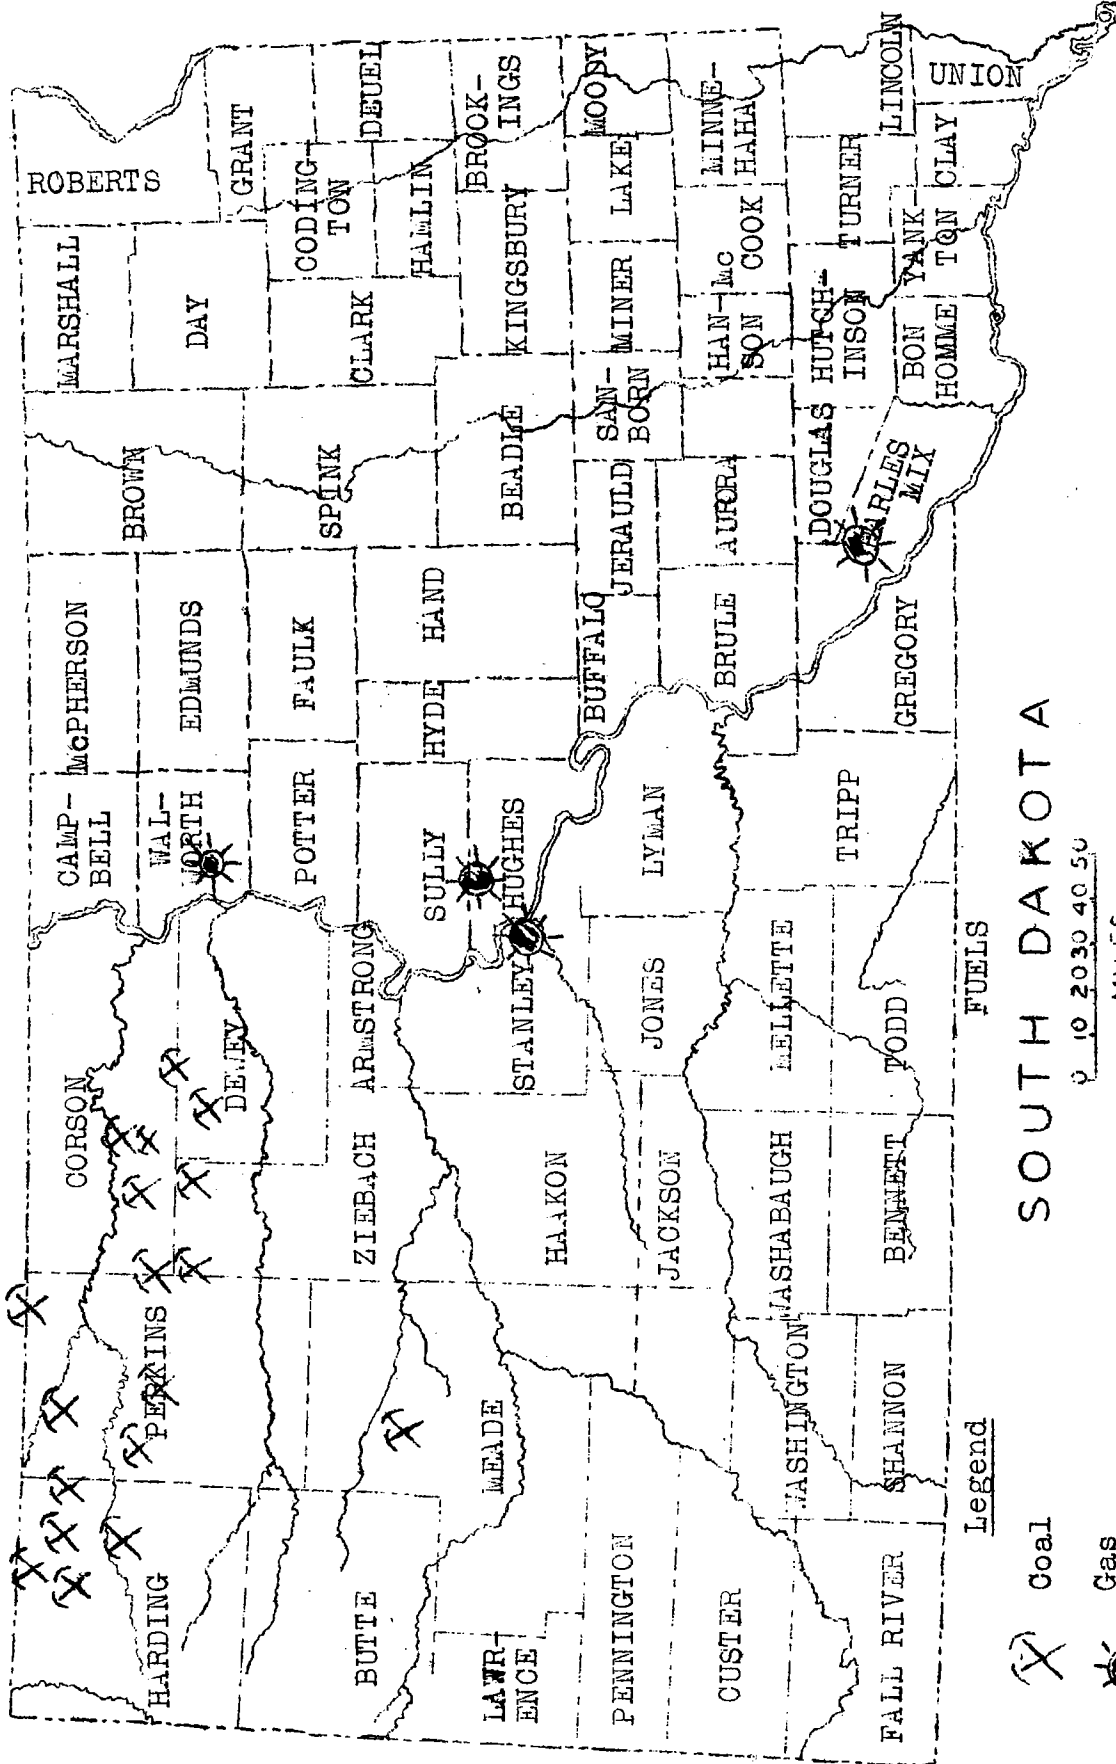 HARDING
PERKINS
CORSON
CAMP-
BELL
McPHERSON
BROWN
MARSHALL
ROBERTS
WAL-
WORTH
EDMUNDS
DAY
GRANT
BUTTE
MEADE
ZIEBACH
DEWEY
ARMSTRONG
POTTER
FAULK
SPINK
CLARK
CODING-
TON
DEUEL
HAMLIN
LAWR-
ENCE
HAAKON
STANLEY
SULLY
HUGHES
HYDE
HAND
BEADLE
KINGSBURY
BROOK-
INGS
PENNINGTON
JACKSON
JONES
LYMAN
BUFFALO
JERAULD
SAN-
BORN
MINER
LAKE
MOODY
CUSTER
WASHINGTON
WASHABAUGH
MELLETTE
BRULE
AURORA
HAN-
SON
Mc
COOK
MINNE-
HAHA
FALL RIVER
SHANNON
BENNETT
TODD
TRIPP
GREGORY
DOUGLAS
ARLES
MIX
HUTCH-
INSON
TURNER
LINCOLN
BON
HOMME
YANK-
TON
CLAY
UNION
FUELS
SOUTH DAKOTA
0 10 20 30 40 50
Legend
Coal
Gas